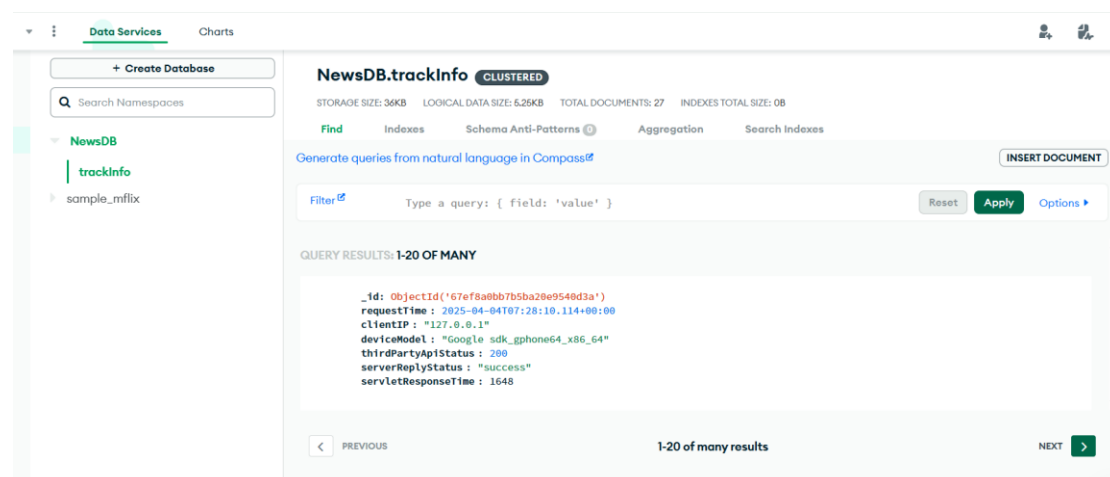 Data Services Charts
+ Create Database
Search Namespaces
NewsDB
trackInfo
sample_mflix
NewsDB.trackInfo CLUSTERED
STORAGE SIZE: 36KB LOGICAL DATA SIZE: 5.25KB TOTAL DOCUMENTS: 27 INDEXES TOTAL SIZE: 0B
Find Indexes Schema Anti-Patterns 0 Aggregation Search Indexes
Generate queries from natural language in Compass
INSERT DOCUMENT
Filter Type a query: { field: 'value' } Reset Apply Options
QUERY RESULTS: 1-20 OF MANY
_id: ObjectId('67ef8a0bb7b5ba20e9540d3a')
requestTime : 2025-04-04T07:28:10.114+00:00
clientIP : "127.0.0.1"
deviceModel : "Google sdk_gphone64_x86_64"
thirdPartyApiStatus : 200
serverReplyStatus : "success"
servletResponseTime : 1648
PREVIOUS 1-20 of many results NEXT